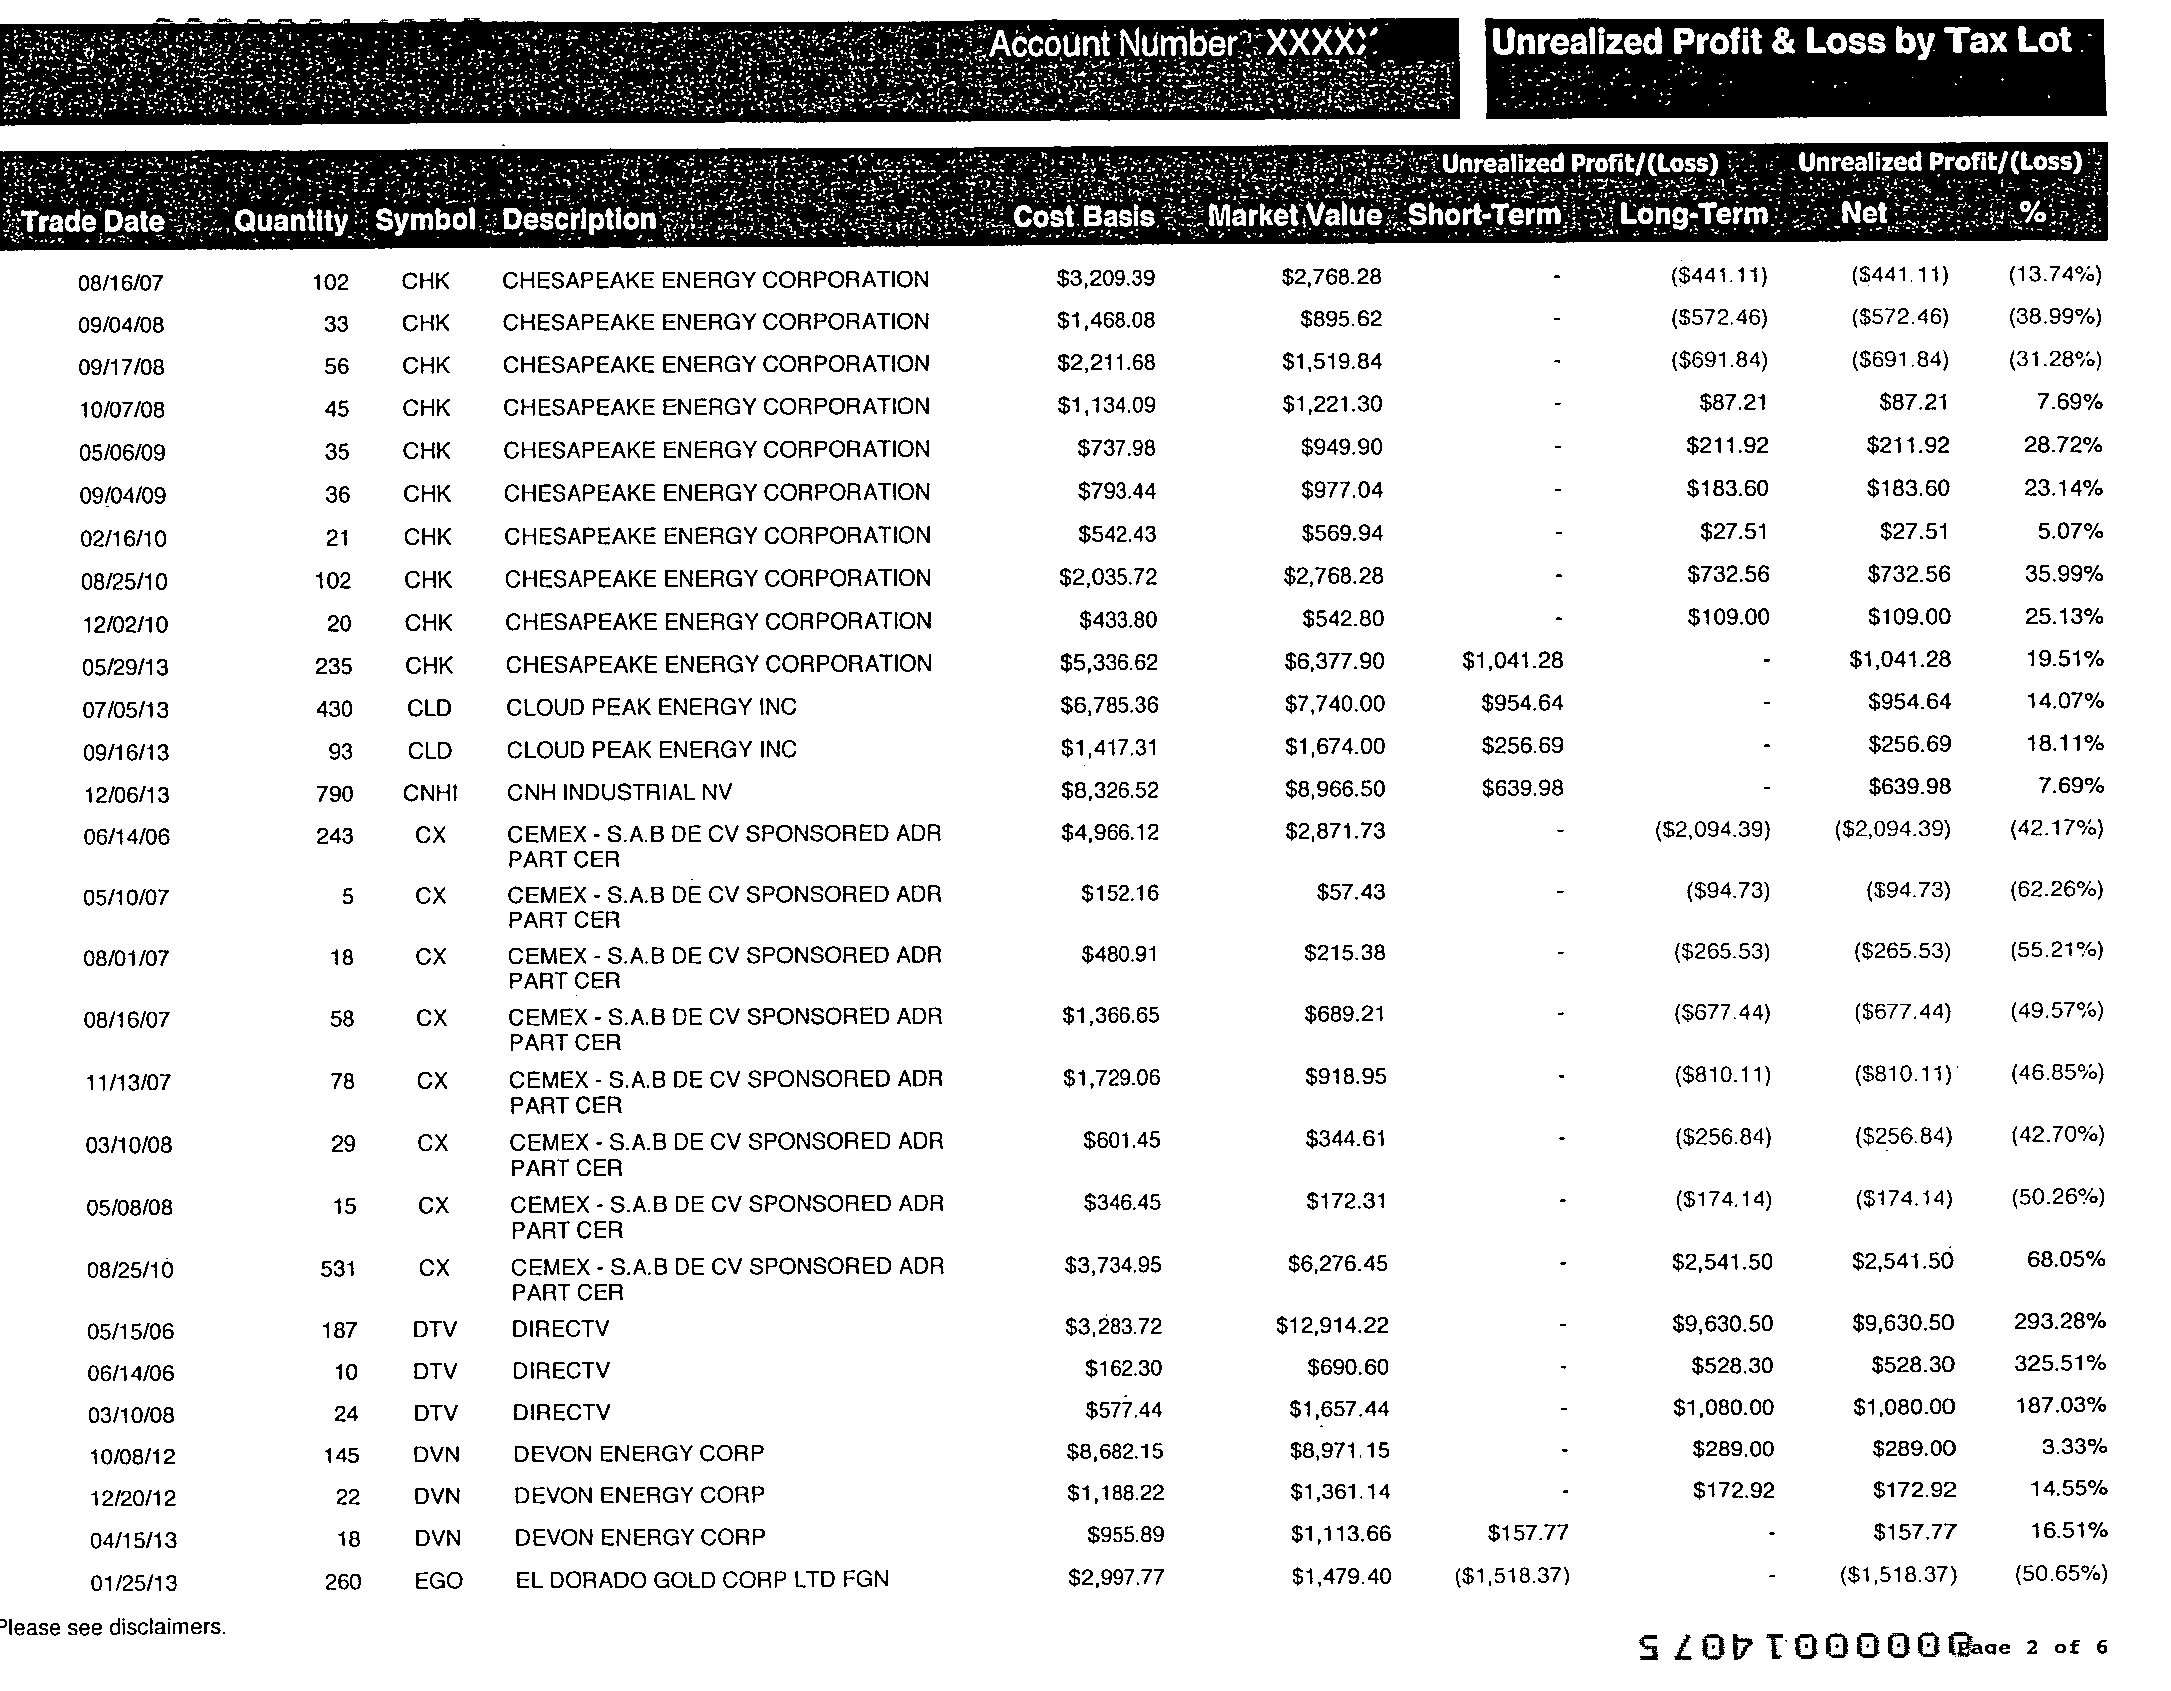 Account Number: XXXXX
Unrealized Profit & Loss by Tax Lot
Unrealized Profit/(Loss) Unrealized Profit/(Loss)
Trade Date Quantity Symbol Description Cost Basis Market Value Short-Term Long-Term Net %
08/16/07 102 CHK CHESAPEAKE ENERGY CORPORATION $3,209.39 $2,768.28 - ($441.11) ($441.11) (13.74%)
09/04/08 33 CHK CHESAPEAKE ENERGY CORPORATION $1,468.08 $895.62 - ($572.46) ($572.46) (38.99%)
09/17/08 56 CHK CHESAPEAKE ENERGY CORPORATION $2,211.68 $1,519.84 - ($691.84) ($691.84) (31.28%)
10/07/08 45 CHK CHESAPEAKE ENERGY CORPORATION $1,134.09 $1,221.30 - $87.21 $87.21 7.69%
05/06/09 35 CHK CHESAPEAKE ENERGY CORPORATION $737.98 $949.90 - $211.92 $211.92 28.72%
09/04/09 36 CHK CHESAPEAKE ENERGY CORPORATION $793.44 $977.04 - $183.60 $183.60 23.14%
02/16/10 21 CHK CHESAPEAKE ENERGY CORPORATION $542.43 $569.94 - $27.51 $27.51 5.07%
08/25/10 102 CHK CHESAPEAKE ENERGY CORPORATION $2,035.72 $2,768.28 - $732.56 $732.56 35.99%
12/02/10 20 CHK CHESAPEAKE ENERGY CORPORATION $433.80 $542.80 - $109.00 $109.00 25.13%
05/29/13 235 CHK CHESAPEAKE ENERGY CORPORATION $5,336.62 $6,377.90 $1,041.28 - $1,041.28 19.51%
07/05/13 430 CLD CLOUD PEAK ENERGY INC $6,785.36 $7,740.00 $954.64 - $954.64 14.07%
09/16/13 93 CLD CLOUD PEAK ENERGY INC $1,417.31 $1,674.00 $256.69 - $256.69 18.11%
12/06/13 790 CNHI CNH INDUSTRIAL NV $8,326.52 $8,966.50 $639.98 - $639.98 7.69%
06/14/06 243 CX CEMEX - S.A.B DE CV SPONSORED ADR $4,966.12 $2,871.73 - ($2,094.39) ($2,094.39) (42.17%)
PART CER
05/10/07 5 CX CEMEX - S.A.B DE CV SPONSORED ADR $152.16 $57.43 - ($94.73) ($94.73) (62.26%)
PART CER
08/01/07 18 CX CEMEX - S.A.B DE CV SPONSORED ADR $480.91 $215.38 - ($265.53) ($265.53) (55.21%)
PART CER
08/16/07 58 CX CEMEX - S.A.B DE CV SPONSORED ADR $1,366.65 $689.21 - ($677.44) ($677.44) (49.57%)
PART CER
11/13/07 78 CX CEMEX - S.A.B DE CV SPONSORED ADR $1,729.06 $918.95 - ($810.11) ($810.11) (46.85%)
PART CER
03/10/08 29 CX CEMEX - S.A.B DE CV SPONSORED ADR $601.45 $344.61 - ($256.84) ($256.84) (42.70%)
PART CER
05/08/08 15 CX CEMEX - S.A.B DE CV SPONSORED ADR $346.45 $172.31 - ($174.14) ($174.14) (50.26%)
PART CER
08/25/10 531 CX CEMEX - S.A.B DE CV SPONSORED ADR $3,734.95 $6,276.45 - $2,541.50 $2,541.50 68.05%
PART CER
05/15/06 187 DTV DIRECTV $3,283.72 $12,914.22 - $9,630.50 $9,630.50 293.28%
06/14/06 10 DTV DIRECTV $162.30 $690.60 - $528.30 $528.30 325.51%
03/10/08 24 DTV DIRECTV $577.44 $1,657.44 - $1,080.00 $1,080.00 187.03%
10/08/12 145 DVN DEVON ENERGY CORP $8,682.15 $8,971.15 - $289.00 $289.00 3.33%
12/20/12 22 DVN DEVON ENERGY CORP $1,188.22 $1,361.14 - $172.92 $172.92 14.55%
04/15/13 18 DVN DEVON ENERGY CORP $955.89 $1,113.66 $157.77 - $157.77 16.51%
01/25/13 260 EGO EL DORADO GOLD CORP LTD FGN $2,997.77 $1,479.40 ($1,518.37) - ($1,518.37) (50.65%)
Please see disclaimers.
Page 2 of 6